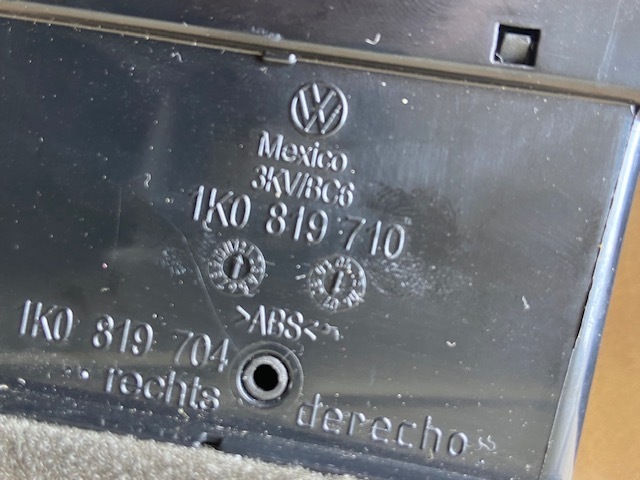 Mexico
3KV/BC6
1K0 819 710
>ABS<
1K0 819 704
rechts
derecho